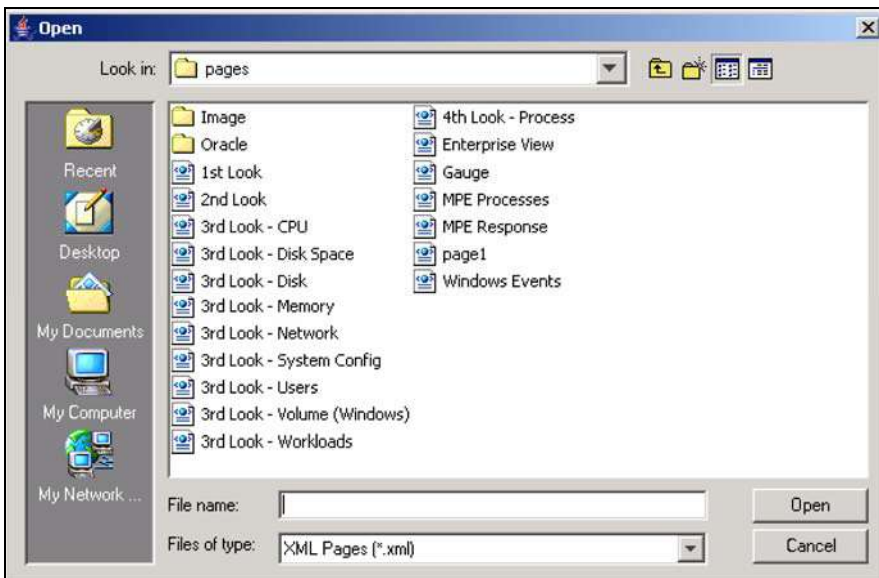 Open
Look in: pages
Recent
Desktop
My Documents
My Computer
My Network ...
Image
Oracle
1st Look
2nd Look
3rd Look - CPU
3rd Look - Disk Space
3rd Look - Disk
3rd Look - Memory
3rd Look - Network
3rd Look - System Config
3rd Look - Users
3rd Look - Volume (Windows)
3rd Look - Workloads
4th Look - Process
Enterprise View
Gauge
MPE Processes
MPE Response
page1
Windows Events
File name:
Open
Files of type: XML Pages (*.xml)
Cancel